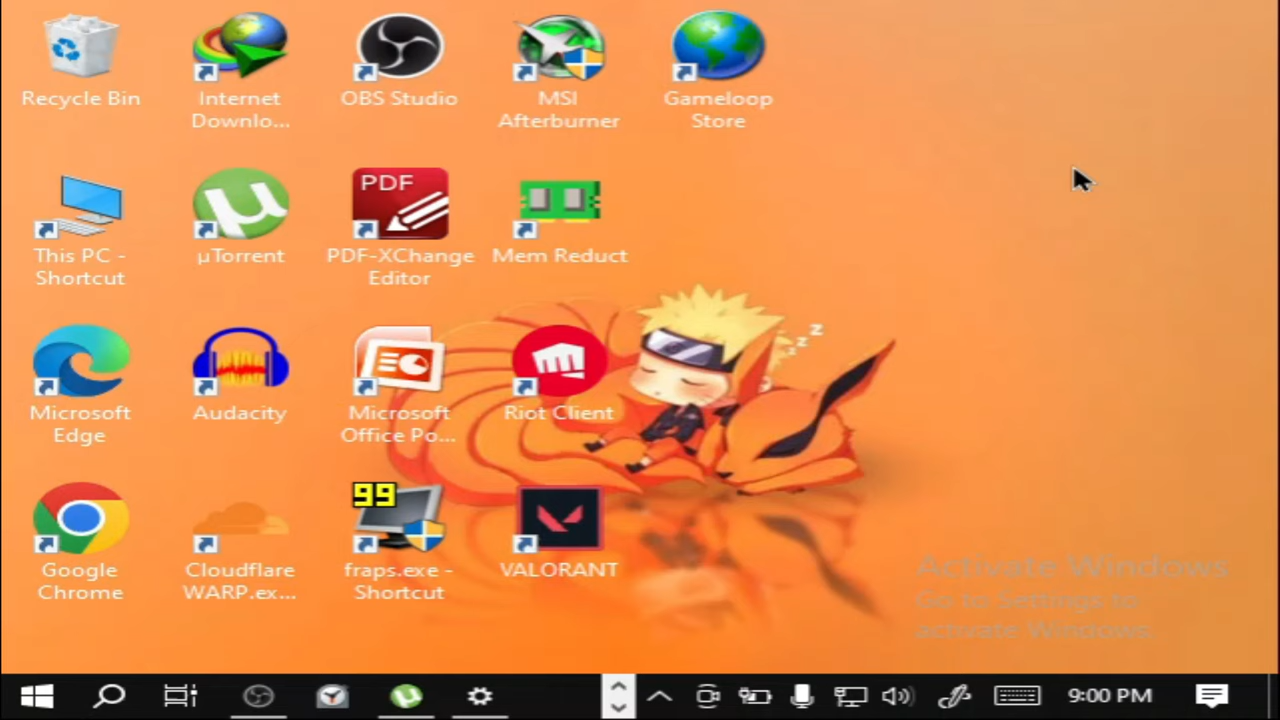 Recycle Bin
Internet
Downlo...
OBS Studio
MSI
Afterburner
Gameloop
Store
This PC -
Shortcut
µTorrent
PDF
PDF-XChange
Editor
Mem Reduct
z
z
z
Microsoft
Edge
Audacity
Microsoft
Office Po...
Riot Client
99
Google
Chrome
Cloudflare
WARP.ex...
fraps.exe -
Shortcut
VALORANT
Activate Windows
Go to Settings to
activate Windows.
9:00 PM